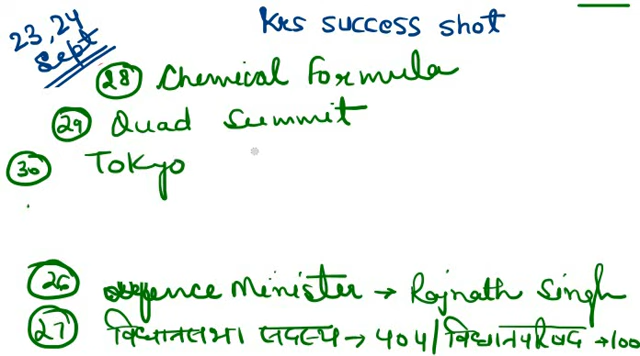 23,24 Sept
KRS success shot
28 Chemical Formula
29 Quad Summit
30 Tokyo
26 Defence Minister → Rajnath Singh
27 विधानसभा सदस्य → 404/विधानपरिषद → 100